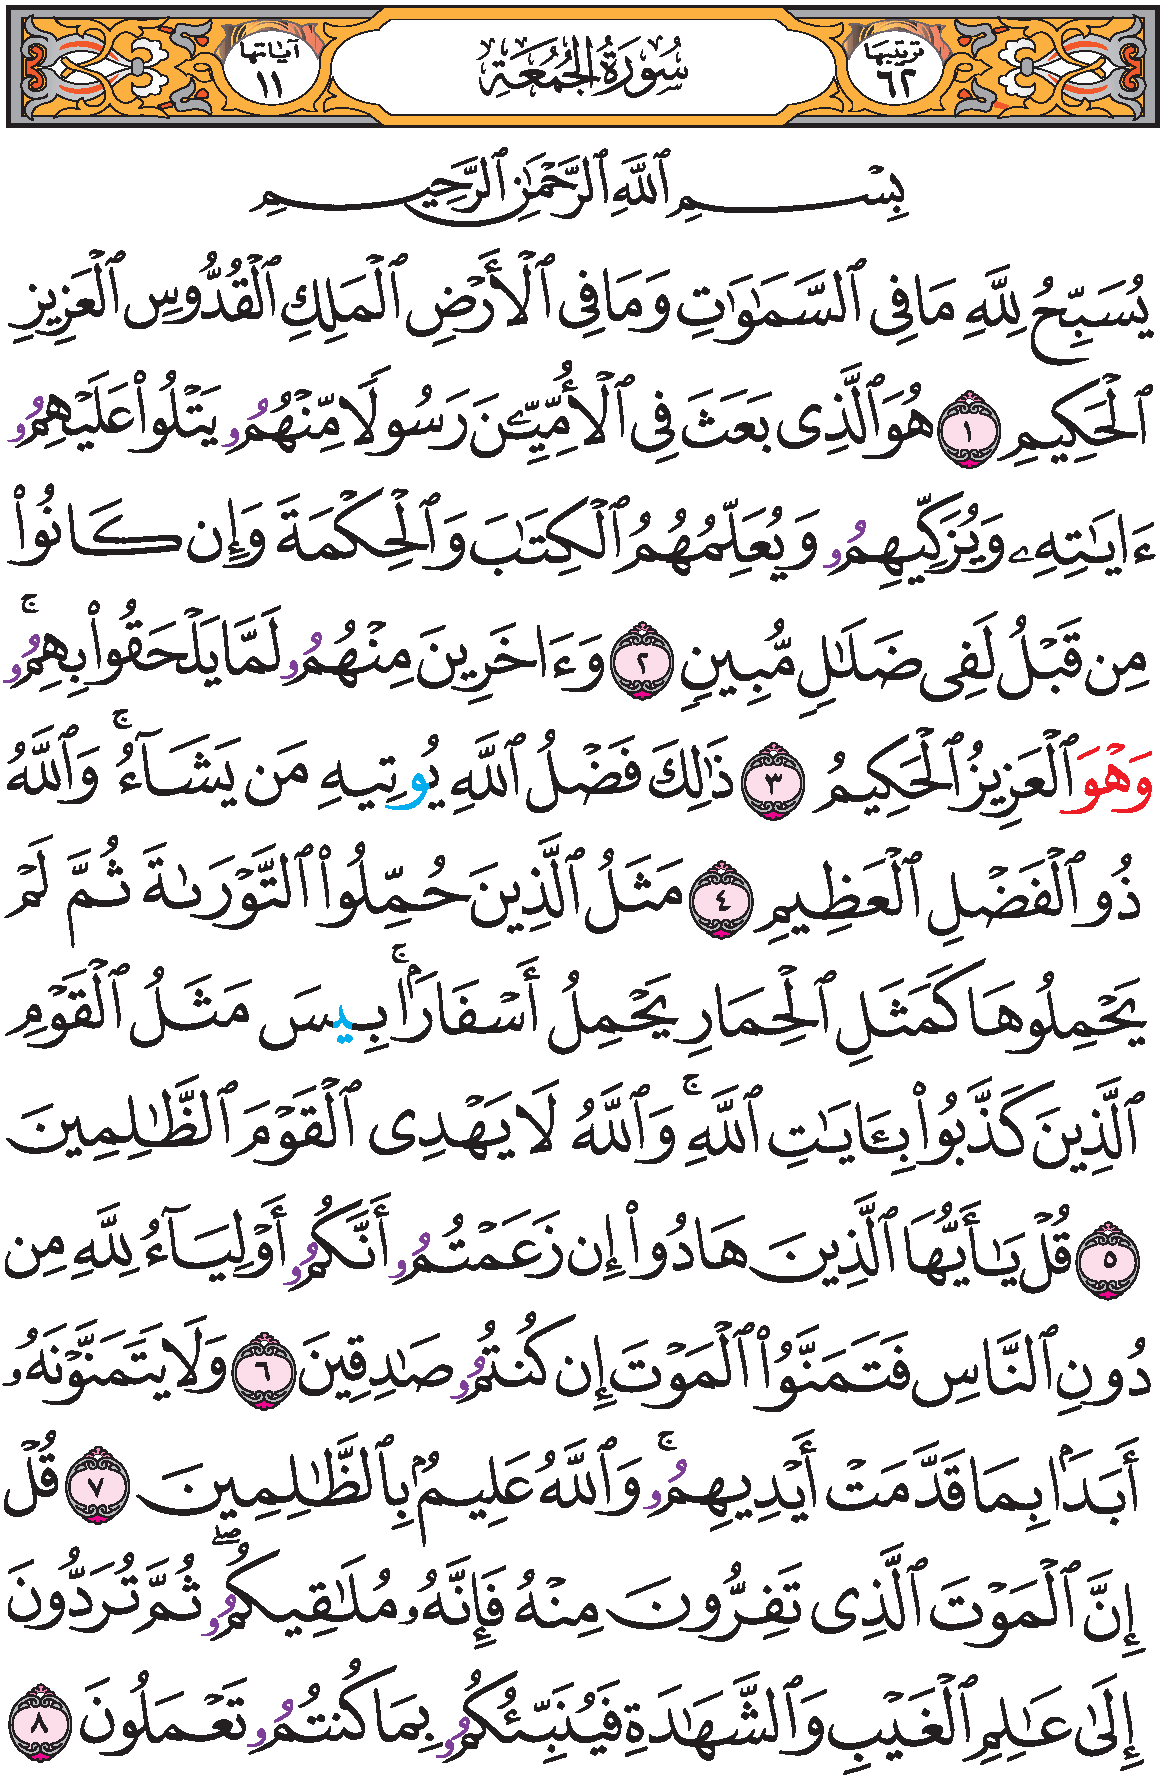 ترتيبها ٦٢ سُورَةُ الجُمُعَةِ آياتها ١١
بِسْمِ ٱللَّهِ ٱلرَّحْمَٰنِ ٱلرَّحِيمِ
يُسَبِّحُ لِلَّهِ مَا فِي ٱلسَّمَٰوَٰتِ وَمَا فِي ٱلْأَرْضِ ٱلْمَلِكِ ٱلْقُدُّوسِ ٱلْعَزِيزِ
ٱلْحَكِيمِ ١ هُوَ ٱلَّذِى بَعَثَ فِي ٱلْأُمِّيِّـۧنَ رَسُولًا مِّنْهُمُۥ يَتْلُوا۟ عَلَيْهِمُۥ
ءَايَٰتِهِۦ وَيُزَكِّيهِمُۥ وَيُعَلِّمُهُمُ ٱلْكِتَٰبَ وَٱلْحِكْمَةَ وَإِن كَانُوا۟
مِن قَبْلُ لَفِى ضَلَٰلٍ مُّبِينٍ ٢ وَءَاخَرِينَ مِنْهُمُۥ لَمَّا يَلْحَقُوا۟ بِهِمُۥ ۚ
وَهْوَ ٱلْعَزِيزُ ٱلْحَكِيمُ ٣ ذَٰلِكَ فَضْلُ ٱللَّهِ يُوتِيهِ مَن يَشَآءُ ۚ وَٱللَّهُ
ذُو ٱلْفَضْلِ ٱلْعَظِيمِ ٤ مَثَلُ ٱلَّذِينَ حُمِّلُوا۟ ٱلتَّوْرَىٰةَ ثُمَّ لَمْ
يَحْمِلُوهَا كَمَثَلِ ٱلْحِمَارِ يَحْمِلُ أَسْفَارَۢا ۚ بِيسَ مَثَلُ ٱلْقَوْمِ
ٱلَّذِينَ كَذَّبُوا۟ بِـَٔايَٰتِ ٱللَّهِ ۚ وَٱللَّهُ لَا يَهْدِى ٱلْقَوْمَ ٱلظَّٰلِمِينَ
٥ قُلْ يَٰٓأَيُّهَا ٱلَّذِينَ هَادُوا۟ إِن زَعَمْتُمُۥ أَنَّكُمُۥ أَوْلِيَآءُ لِلَّهِ مِن
دُونِ ٱلنَّاسِ فَتَمَنَّوُا۟ ٱلْمَوْتَ إِن كُنتُمُۥ صَٰدِقِينَ ٦ وَلَا يَتَمَنَّوْنَهُۥ
أَبَدَۢا بِمَا قَدَّمَتْ أَيْدِيهِمُۥ ۚ وَٱللَّهُ عَلِيمُۢ بِٱلظَّٰلِمِينَ ٧ قُلْ
إِنَّ ٱلْمَوْتَ ٱلَّذِى تَفِرُّونَ مِنْهُ فَإِنَّهُۥ مُلَٰقِيكُمُۥ ۖ ثُمَّ تُرَدُّونَ
إِلَىٰ عَٰلِمِ ٱلْغَيْبِ وَٱلشَّهَٰدَةِ فَيُنَبِّئُكُمُۥ بِمَا كُنتُمُۥ تَعْمَلُونَ ٨